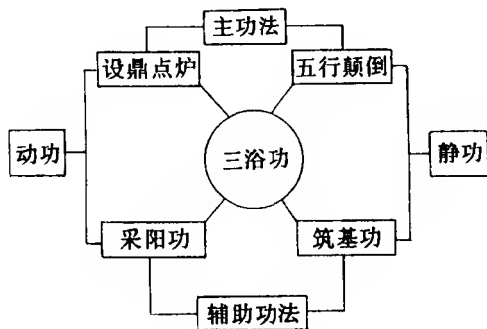 主功法
设鼎点炉
五行颠倒
动功
三浴功
静功
采阳功
筑基功
辅助功法